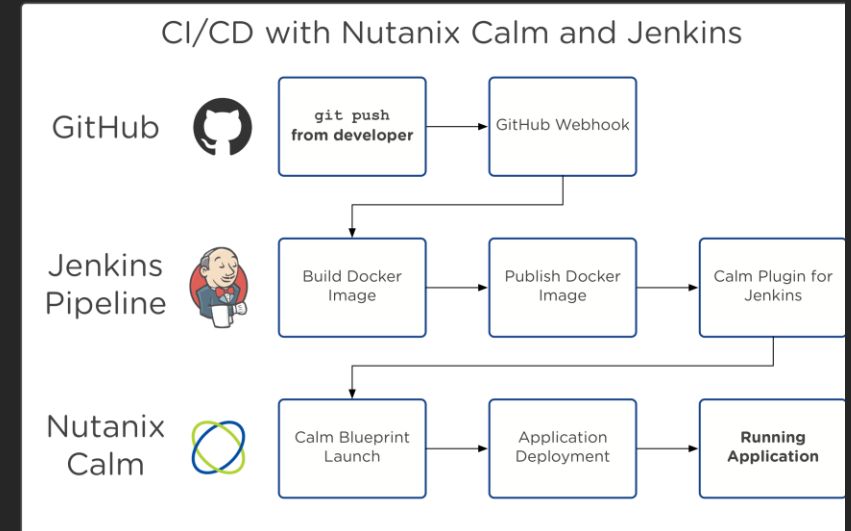 CI/CD with Nutanix Calm and Jenkins
GitHub
git push
from developer
GitHub Webhook
Jenkins
Pipeline
Build Docker
Image
Publish Docker
Image
Calm Plugin for
Jenkins
Nutanix
Calm
Calm Blueprint
Launch
Application
Deployment
Running
Application